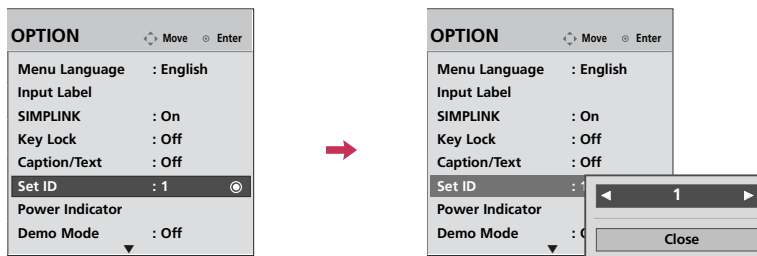 OPTION Move Enter
Menu Language : English
Input Label
SIMPLINK : On
Key Lock : Off
Caption/Text : Off
Set ID : 1
Power Indicator
Demo Mode : Off
OPTION Move Enter
Menu Language : English
Input Label
SIMPLINK : On
Key Lock : Off
Caption/Text : Off
Set ID : 1
Power Indicator
Demo Mode :
1
Close